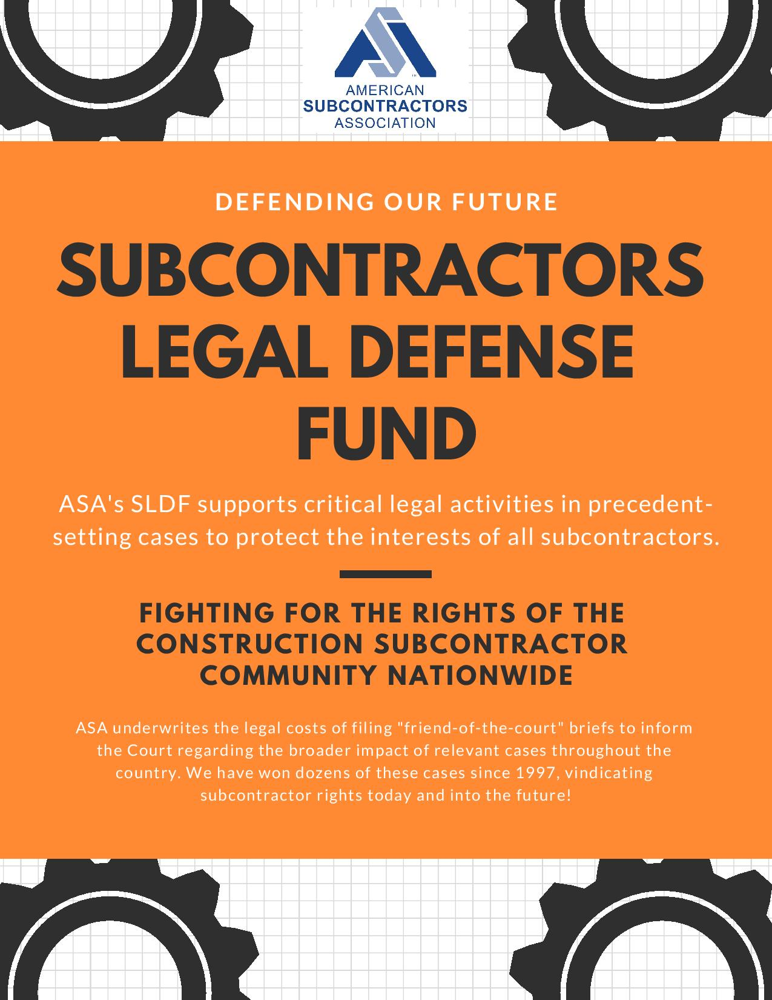 AMERICAN
SUBCONTRACTORS
ASSOCIATION
DEFENDING OUR FUTURE
SUBCONTRACTORS
LEGAL DEFENSE
FUND
ASA's SLDF supports critical legal activities in precedent-
setting cases to protect the interests of all subcontractors.
FIGHTING FOR THE RIGHTS OF THE
CONSTRUCTION SUBCONTRACTOR
COMMUNITY NATIONWIDE
ASA underwrites the legal costs of filing "friend-of-the-court" briefs to inform
the Court regarding the broader impact of relevant cases throughout the
country. We have won dozens of these cases since 1997, vindicating
subcontractor rights today and into the future!